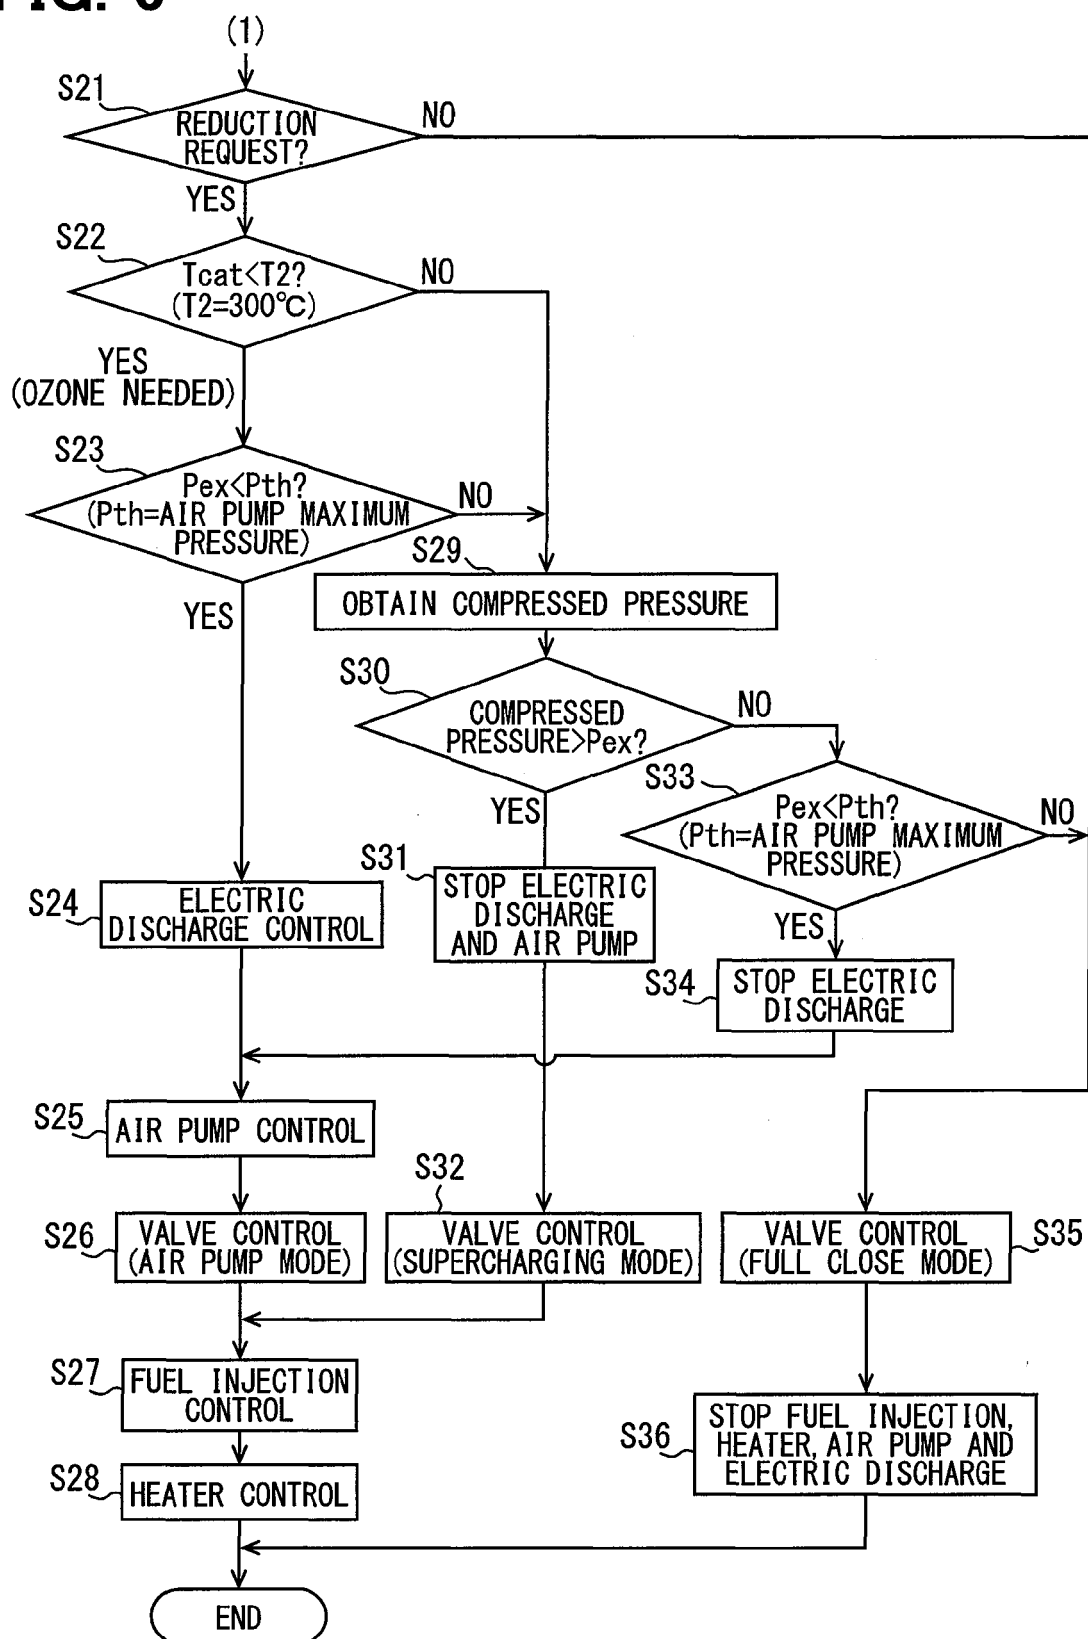 FIG. 6
(1)
S21
REDUCTION
REQUEST?
NO
YES
S22
Tcat<T2?
(T2=300℃)
NO
YES
(OZONE NEEDED)
S23
Pex<Pth?
(Pth=AIR PUMP MAXIMUM
PRESSURE)
NO
YES
S29
OBTAIN COMPRESSED PRESSURE
S30
COMPRESSED
PRESSURE>Pex?
NO
YES
S33
Pex<Pth?
(Pth=AIR PUMP MAXIMUM
PRESSURE)
NO
YES
S31
STOP ELECTRIC
DISCHARGE
AND AIR PUMP
S24
ELECTRIC
DISCHARGE CONTROL
S34
STOP ELECTRIC
DISCHARGE
S25
AIR PUMP CONTROL
S26
VALVE CONTROL
(AIR PUMP MODE)
S32
VALVE CONTROL
(SUPERCHARGING MODE)
VALVE CONTROL
(FULL CLOSE MODE)
S35
S27
FUEL INJECTION
CONTROL
S36
STOP FUEL INJECTION,
HEATER, AIR PUMP AND
ELECTRIC DISCHARGE
S28
HEATER CONTROL
END